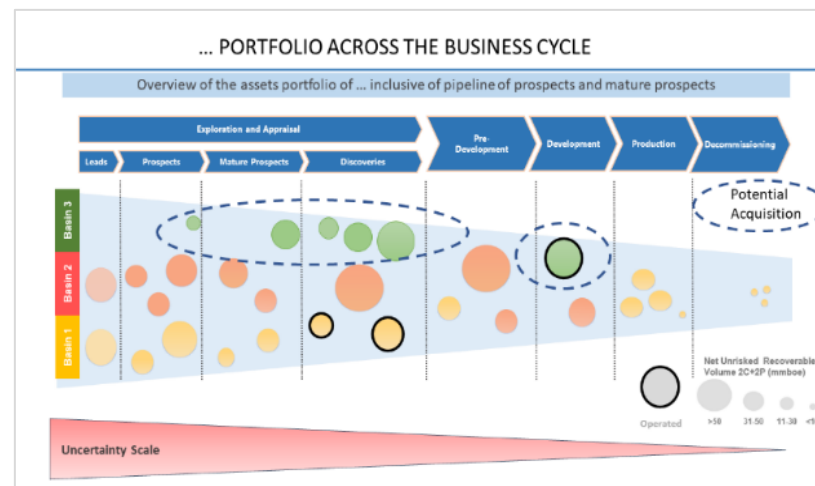 ... PORTFOLIO ACROSS THE BUSINESS CYCLE
Overview of the assets portfolio of ... inclusive of pipeline of prospects and mature prospects
Exploration and Appraisal
Pre-
Development
Development
Production
Decommissioning
Leads
Prospects
Mature Prospects
Discoveries
Potential
Acquisition
Basin 3
Basin 2
Basin 1
Net Unrisked Recoverable
Volume 2C+2P (mmboe)
Operated
>50
31-50
11-30
Uncertainty Scale